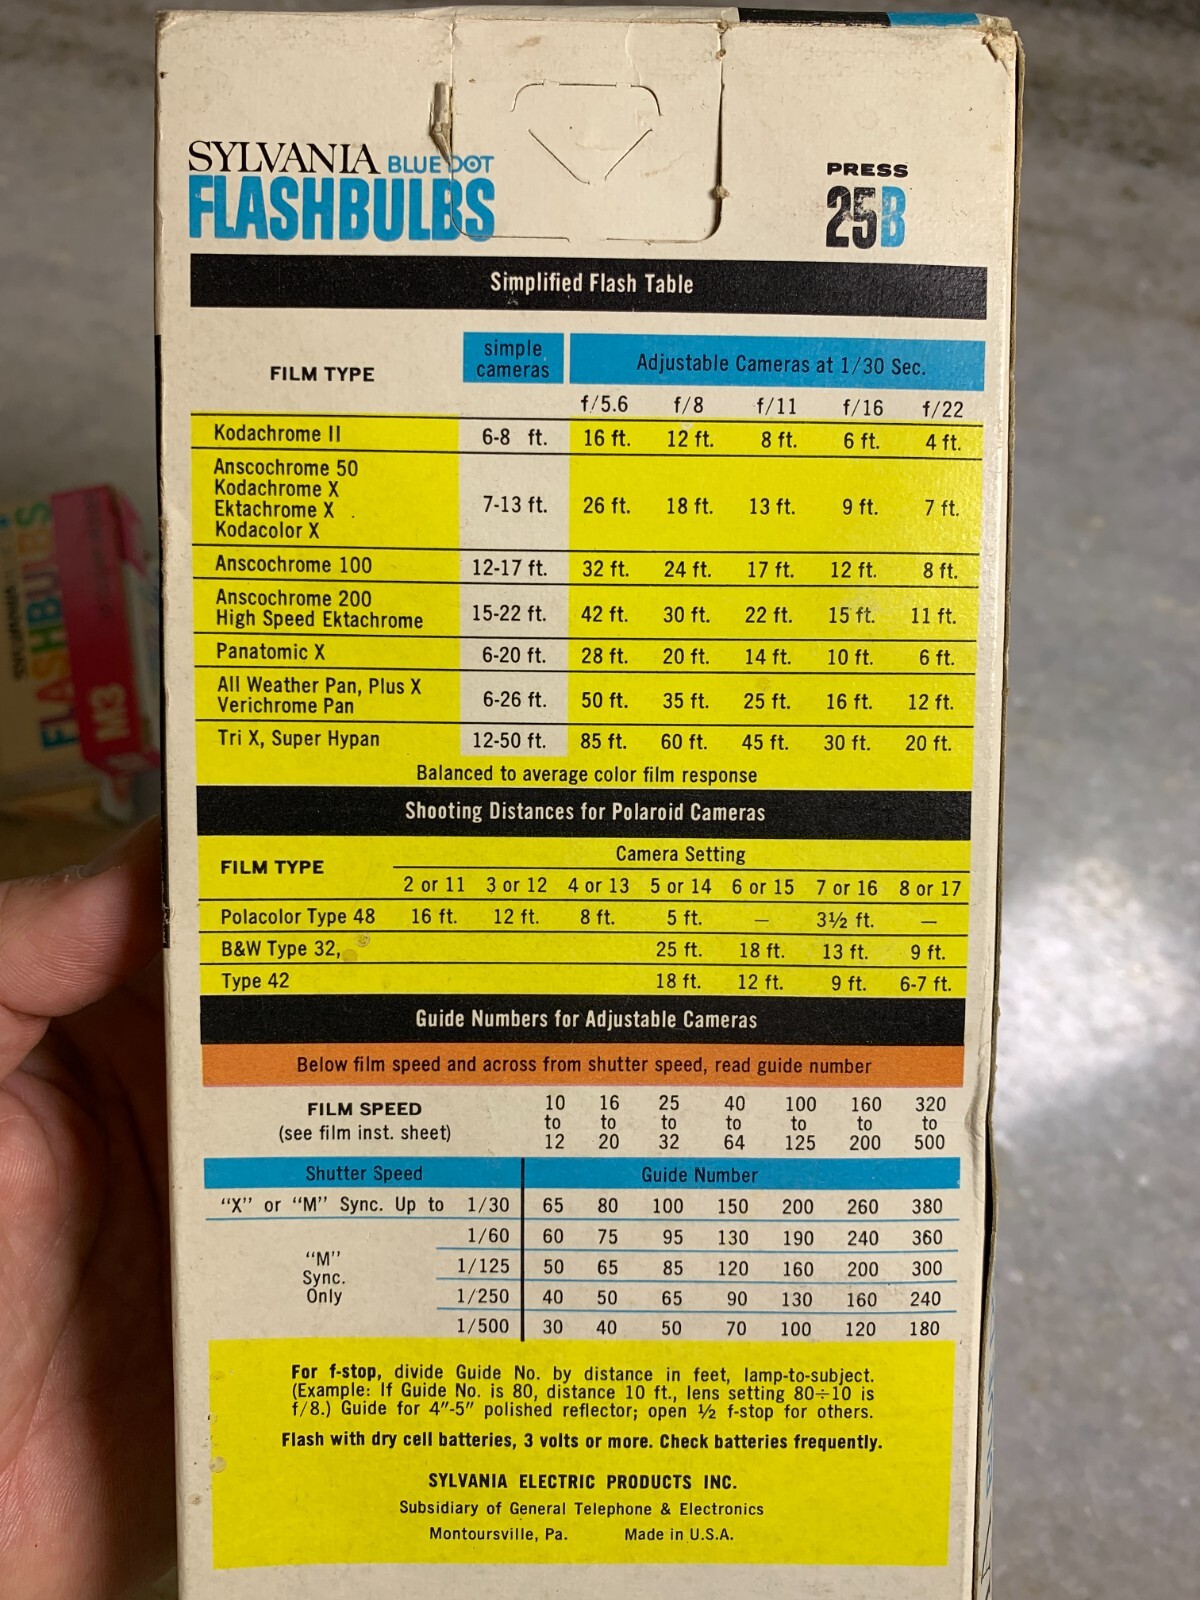 SYLVANIA BLUE DOT
FLASHBULBS
PRESS
25B
Simplified Flash Table
FILM TYPE
simple cameras
Adjustable Cameras at 1/30 Sec.
f/5.6 f/8 f/11 f/16 f/22
Kodachrome II 6-8 ft. 16 ft. 12 ft. 8 ft. 6 ft. 4 ft.
Anscochrome 50
Kodachrome X
Ektachrome X 7-13 ft. 26 ft. 18 ft. 13 ft. 9 ft. 7 ft.
Kodacolor X
Anscochrome 100 12-17 ft. 32 ft. 24 ft. 17 ft. 12 ft. 8 ft.
Anscochrome 200
High Speed Ektachrome 15-22 ft. 42 ft. 30 ft. 22 ft. 15 ft. 11 ft.
Panatomic X 6-20 ft. 28 ft. 20 ft. 14 ft. 10 ft. 6 ft.
All Weather Pan, Plus X
Verichrome Pan 6-26 ft. 50 ft. 35 ft. 25 ft. 16 ft. 12 ft.
Tri X, Super Hypan 12-50 ft. 85 ft. 60 ft. 45 ft. 30 ft. 20 ft.
Balanced to average color film response
Shooting Distances for Polaroid Cameras
FILM TYPE
Camera Setting
2 or 11 3 or 12 4 or 13 5 or 14 6 or 15 7 or 16 8 or 17
Polacolor Type 48 16 ft. 12 ft. 8 ft. 5 ft. — 3½ ft. —
B&W Type 32, 25 ft. 18 ft. 13 ft. 9 ft.
Type 42 18 ft. 12 ft. 9 ft. 6-7 ft.
Guide Numbers for Adjustable Cameras
Below film speed and across from shutter speed, read guide number
FILM SPEED 10 16 25 40 100 160 320
(see film inst. sheet) to to to to to to to
12 20 32 64 125 200 500
Shutter Speed Guide Number
"X" or "M" Sync. Up to 1/30 65 80 100 150 200 260 380
1/60 60 75 95 130 190 240 360
"M"
Sync. 1/125 50 65 85 120 160 200 300
Only 1/250 40 50 65 90 130 160 240
1/500 30 40 50 70 100 120 180
For f-stop, divide Guide No. by distance in feet, lamp-to-subject.
(Example: If Guide No. is 80, distance 10 ft., lens setting 80÷10 is
f/8.) Guide for 4"-5" polished reflector; open ½ f-stop for others.
Flash with dry cell batteries, 3 volts or more. Check batteries frequently.
SYLVANIA ELECTRIC PRODUCTS INC.
Subsidiary of General Telephone & Electronics
Montoursville, Pa. Made in U.S.A.
SYLVANIA
FLASHBULBS
M3